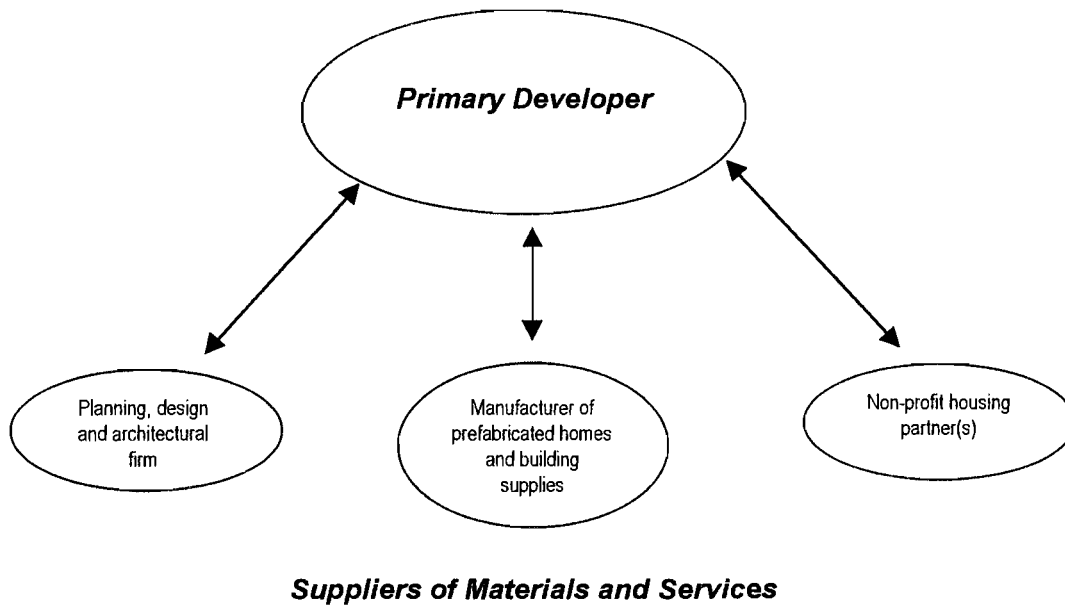 Primary Developer
Planning, design
and architectural
firm
Manufacturer of
prefabricated homes
and building
supplies
Non-profit housing
partner(s)
Suppliers of Materials and Services